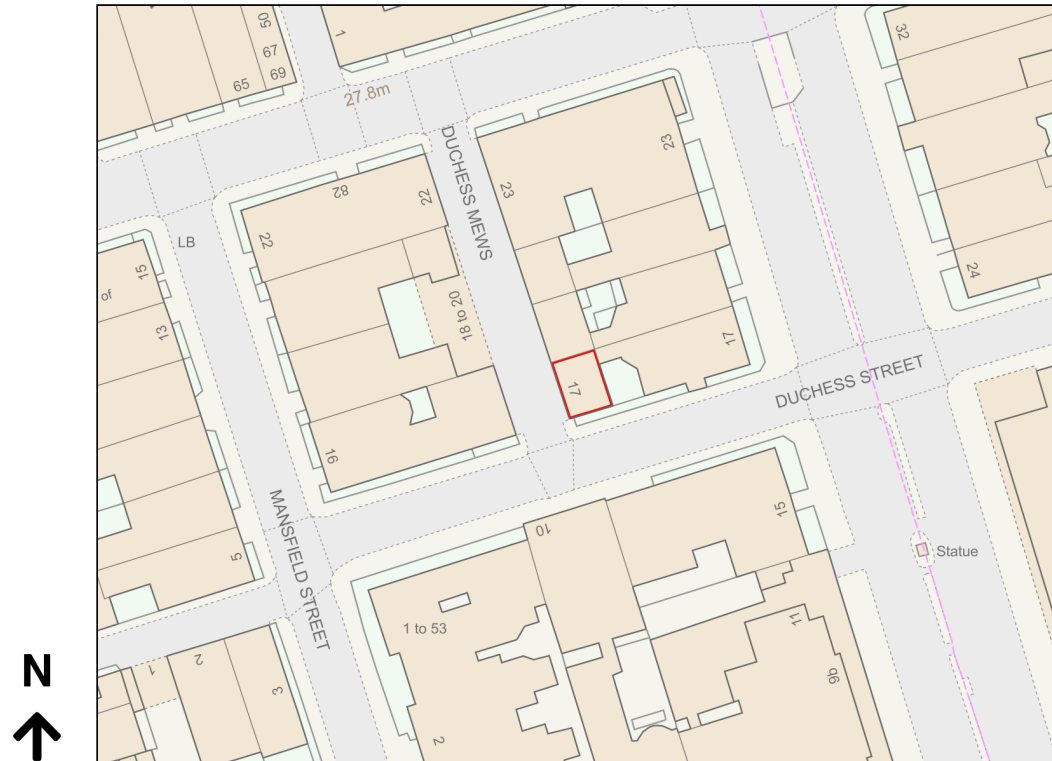 50
67
69
65
1
27.8m
32
DUCHESS MEWS
23
23
82
22
22
LB
15
of
13
24
18 to 20
17
17
DUCHESS STREET
16
MANSFIELD STREET
15
10
5
Statue
1 to 53
11
9b
1
2
3
2
N